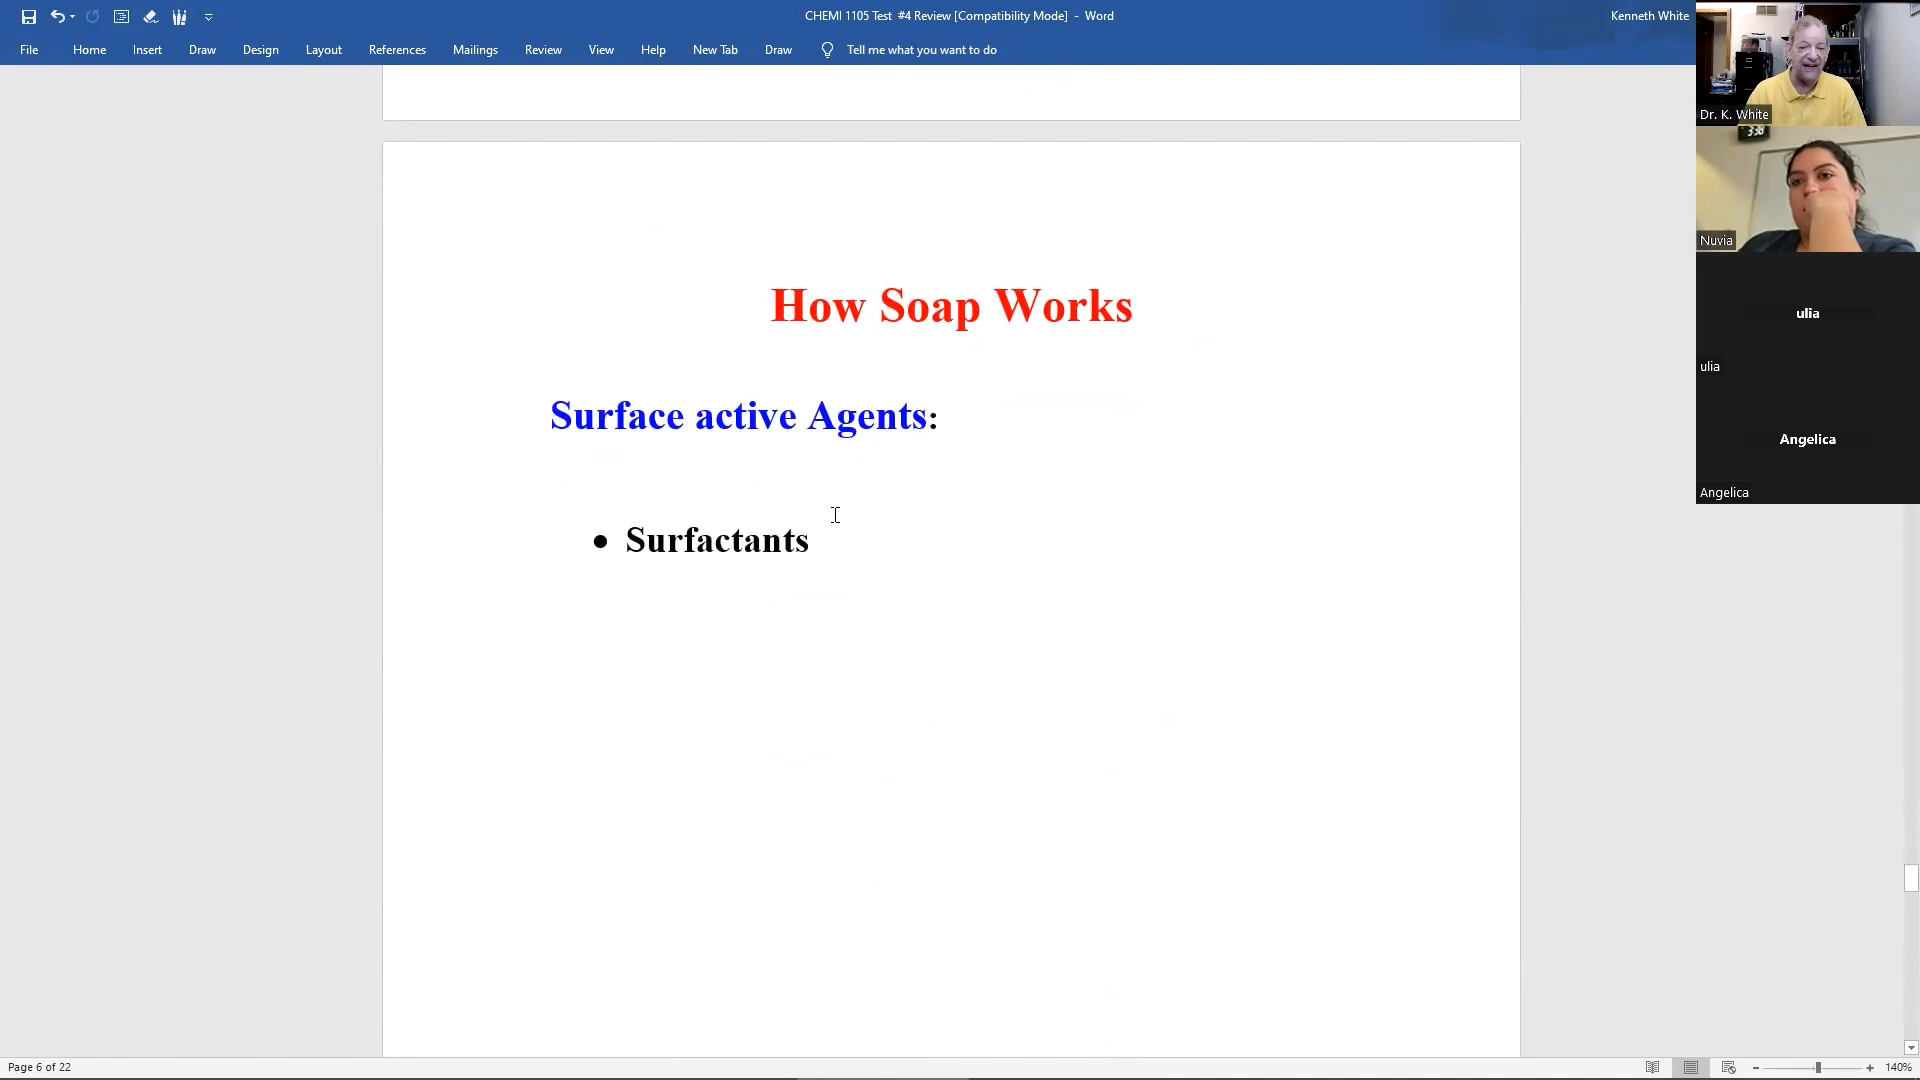 CHEMI 1105 Test  #4 Review [Compatibility Mode]  -  Word
Kenneth White
File Home Insert Draw Design Layout References Mailings Review View Help New Tab Draw Tell me what you want to do
Dr. K. White
3:36
Nuvia
How Soap Works
ulia
ulia
Surface active Agents:
Angelica
Angelica
• Surfactants
Page 6 of 22
140%